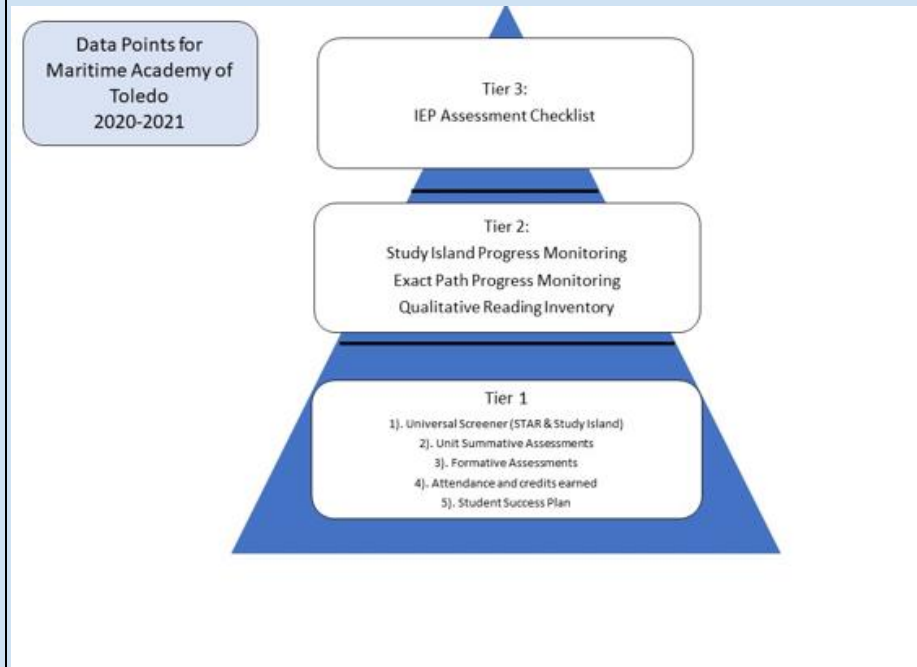 Data Points for
Maritime Academy of
Toledo
2020-2021
Tier 3:
IEP Assessment Checklist
Tier 2:
Study Island Progress Monitoring
Exact Path Progress Monitoring
Qualitative Reading Inventory
Tier 1
1). Universal Screener (STAR & Study Island)
2). Unit Summative Assessments
3). Formative Assessments
4). Attendance and credits earned
5). Student Success Plan